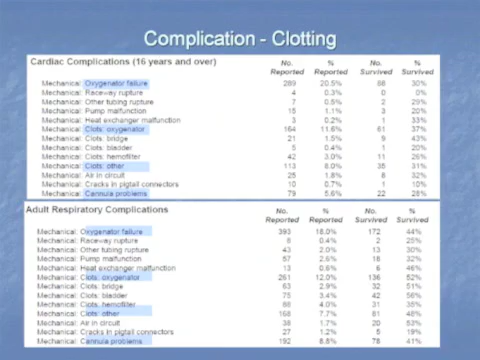 Complication - Clotting
Cardiac Complications (16 years and over) No. Reported % Reported No. Survived % Survived
Mechanical: Oxygenator failure 289 20.5% 88 30%
Mechanical: Raceway rupture 4 0.3% 0 0%
Mechanical: Other tubing rupture 7 0.5% 2 29%
Mechanical: Pump malfunction 15 1.1% 3 20%
Mechanical: Heat exchanger malfunction 3 0.2% 1 33%
Mechanical: Clots: oxygenator 164 11.6% 61 37%
Mechanical: Clots: bridge 21 1.5% 9 43%
Mechanical: Clots: bladder 5 0.4% 1 20%
Mechanical: Clots: hemofilter 42 3.0% 11 26%
Mechanical: Clots: other 113 8.0% 35 31%
Mechanical: Air in circuit 25 1.8% 8 32%
Mechanical: Cracks in pigtail connectors 10 0.7% 1 10%
Mechanical: Cannula problems 79 5.6% 22 28%
Adult Respiratory Complications No. Reported % Reported No. Survived % Survived
Mechanical: Oxygenator failure 393 18.0% 172 44%
Mechanical: Raceway rupture 8 0.4% 2 25%
Mechanical: Other tubing rupture 43 2.0% 13 30%
Mechanical: Pump malfunction 57 2.6% 18 32%
Mechanical: Heat exchanger malfunction 13 0.6% 6 46%
Mechanical: Clots: oxygenator 12.0% 136 52%
Mechanical: Clots: bridge 63 2.9% 32 51%
Mechanical: Clots: bladder 75 3.4% 42 56%
Mechanical: Clots: hemofilter 88 4.0% 31 35%
Mechanical: Clots: other 168 7.7% 81 48%
Mechanical: Air in circuit 38 1.7% 20 53%
Mechanical: Cracks in pigtail connectors 27 1.2% 5 19%
Mechanical: Cannula problems 192 8.8% 78 41%